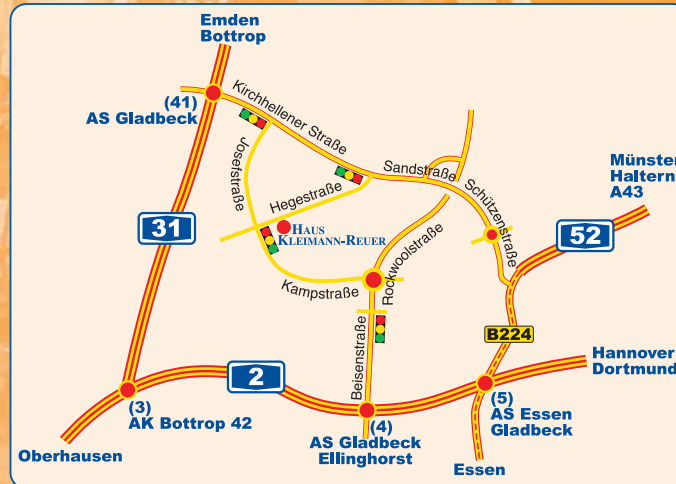 Emden
Bottrop
(41)
AS Gladbeck
Kirchhellener Straße
Josefstraße
Hegestraße
Sandstraße
Schützenstraße
Münster
Haltern
A43
31
52
HAUS
KLEIMANN-REUER
Kampstraße
Rockwoolstraße
Beisenstraße
B224
2
Hannover
Dortmund
(3)
AK Bottrop 42
(4)
AS Gladbeck
Ellinghorst
(5)
AS Essen
Gladbeck
Oberhausen
Essen